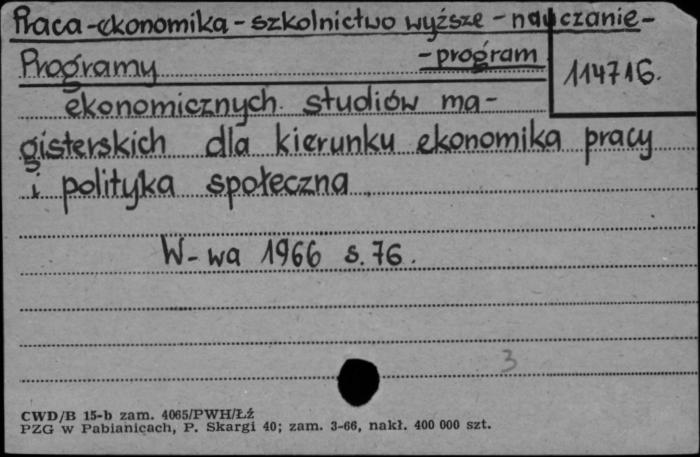 Praca-ekonomika-szkolnictwo wyższe-nauczanie-
-program
114716.
Programy
ekonomicznych studiów ma-
gisterskich dla kierunku ekonomika pracy
i polityka społeczna
W-wa 1966 s.76.
3
CWD/B 15-b zam. 4065/PWH/Łź
PZG w Pabianicach, P. Skargi 40; zam. 3-66, nakł. 400 000 szt.